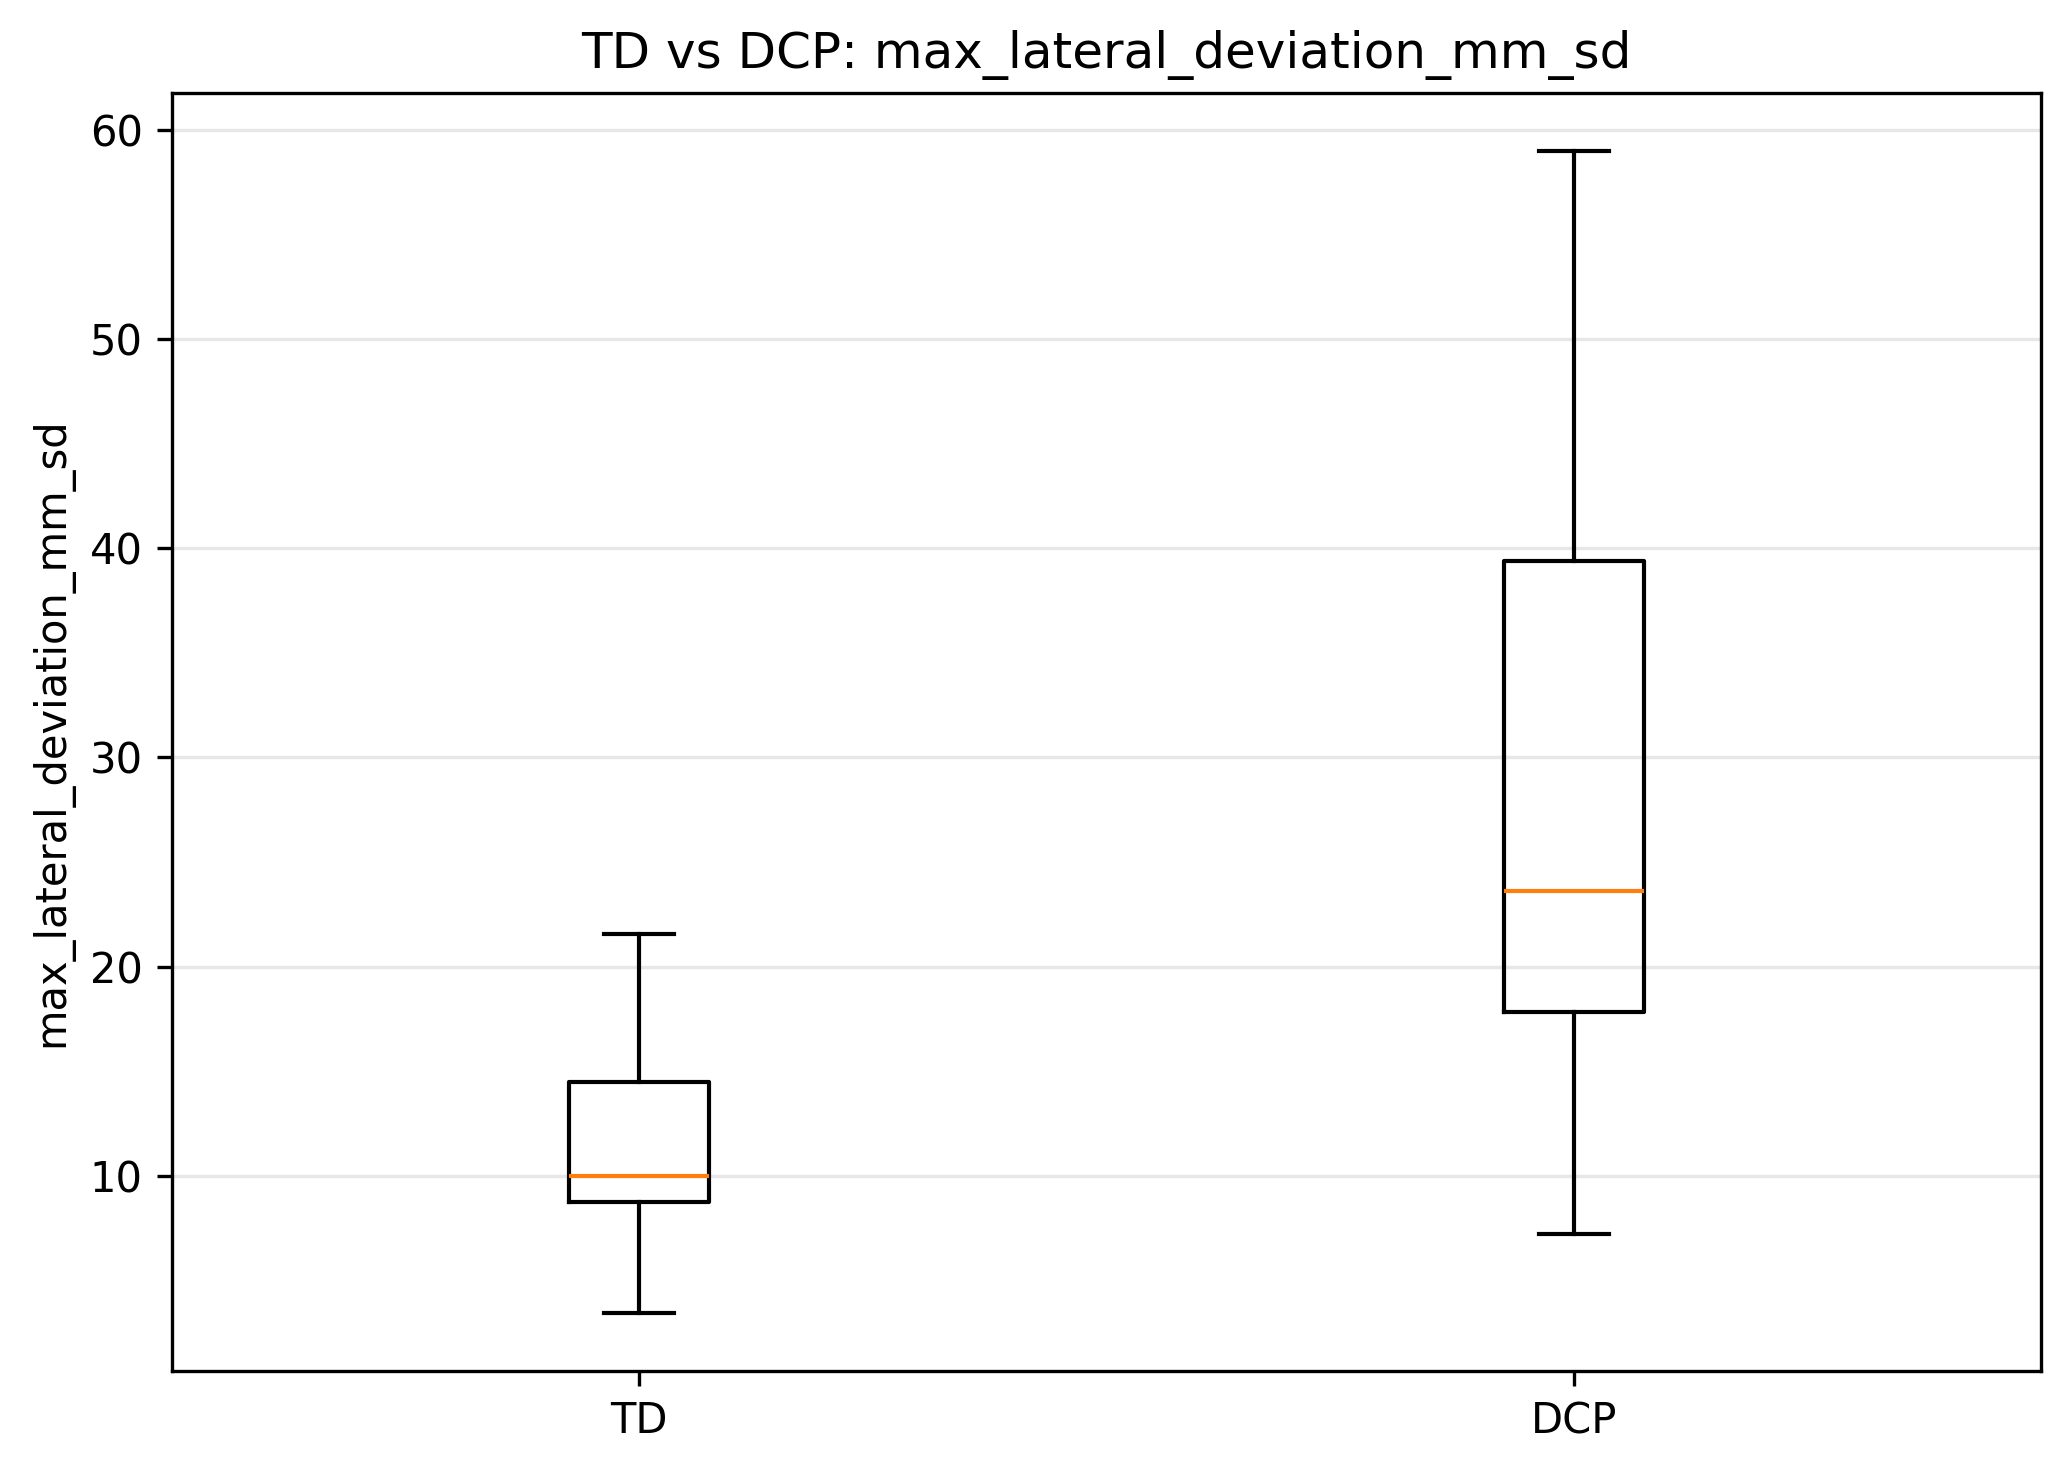 TD vs DCP: max_lateral_deviation_mm_sd
max_lateral_deviation_mm_sd
60
50
40
30
20
10
TD
DCP